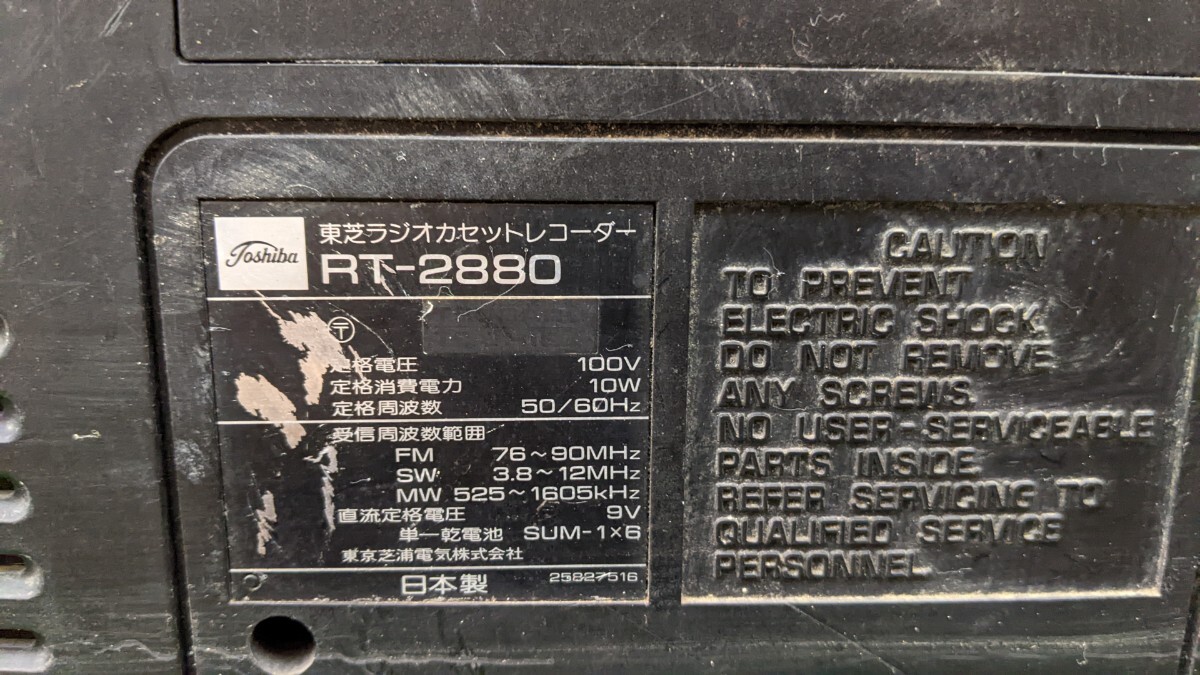 Toshiba
東芝ラジオカセットレコーダー
RT-2880
〒
格電圧 100V
定格消費電力 10W
定格周波数 50/60Hz
受信周波数範囲
FM 76～90MHz
SW 3.8～12MHz
MW 525～1605kHz
直流定格電圧 9V
単一乾電池 SUM-1×6
東京芝浦電気株式会社
日本製 25827516
CAUTION
TO PREVENT
ELECTRIC SHOCK
DO NOT REMOVE
ANY SCREWS.
NO USER-SERVICEABLE
PARTS INSIDE
REFER SERVICING TO
QUALIFIED SERVICE
PERSONNEL